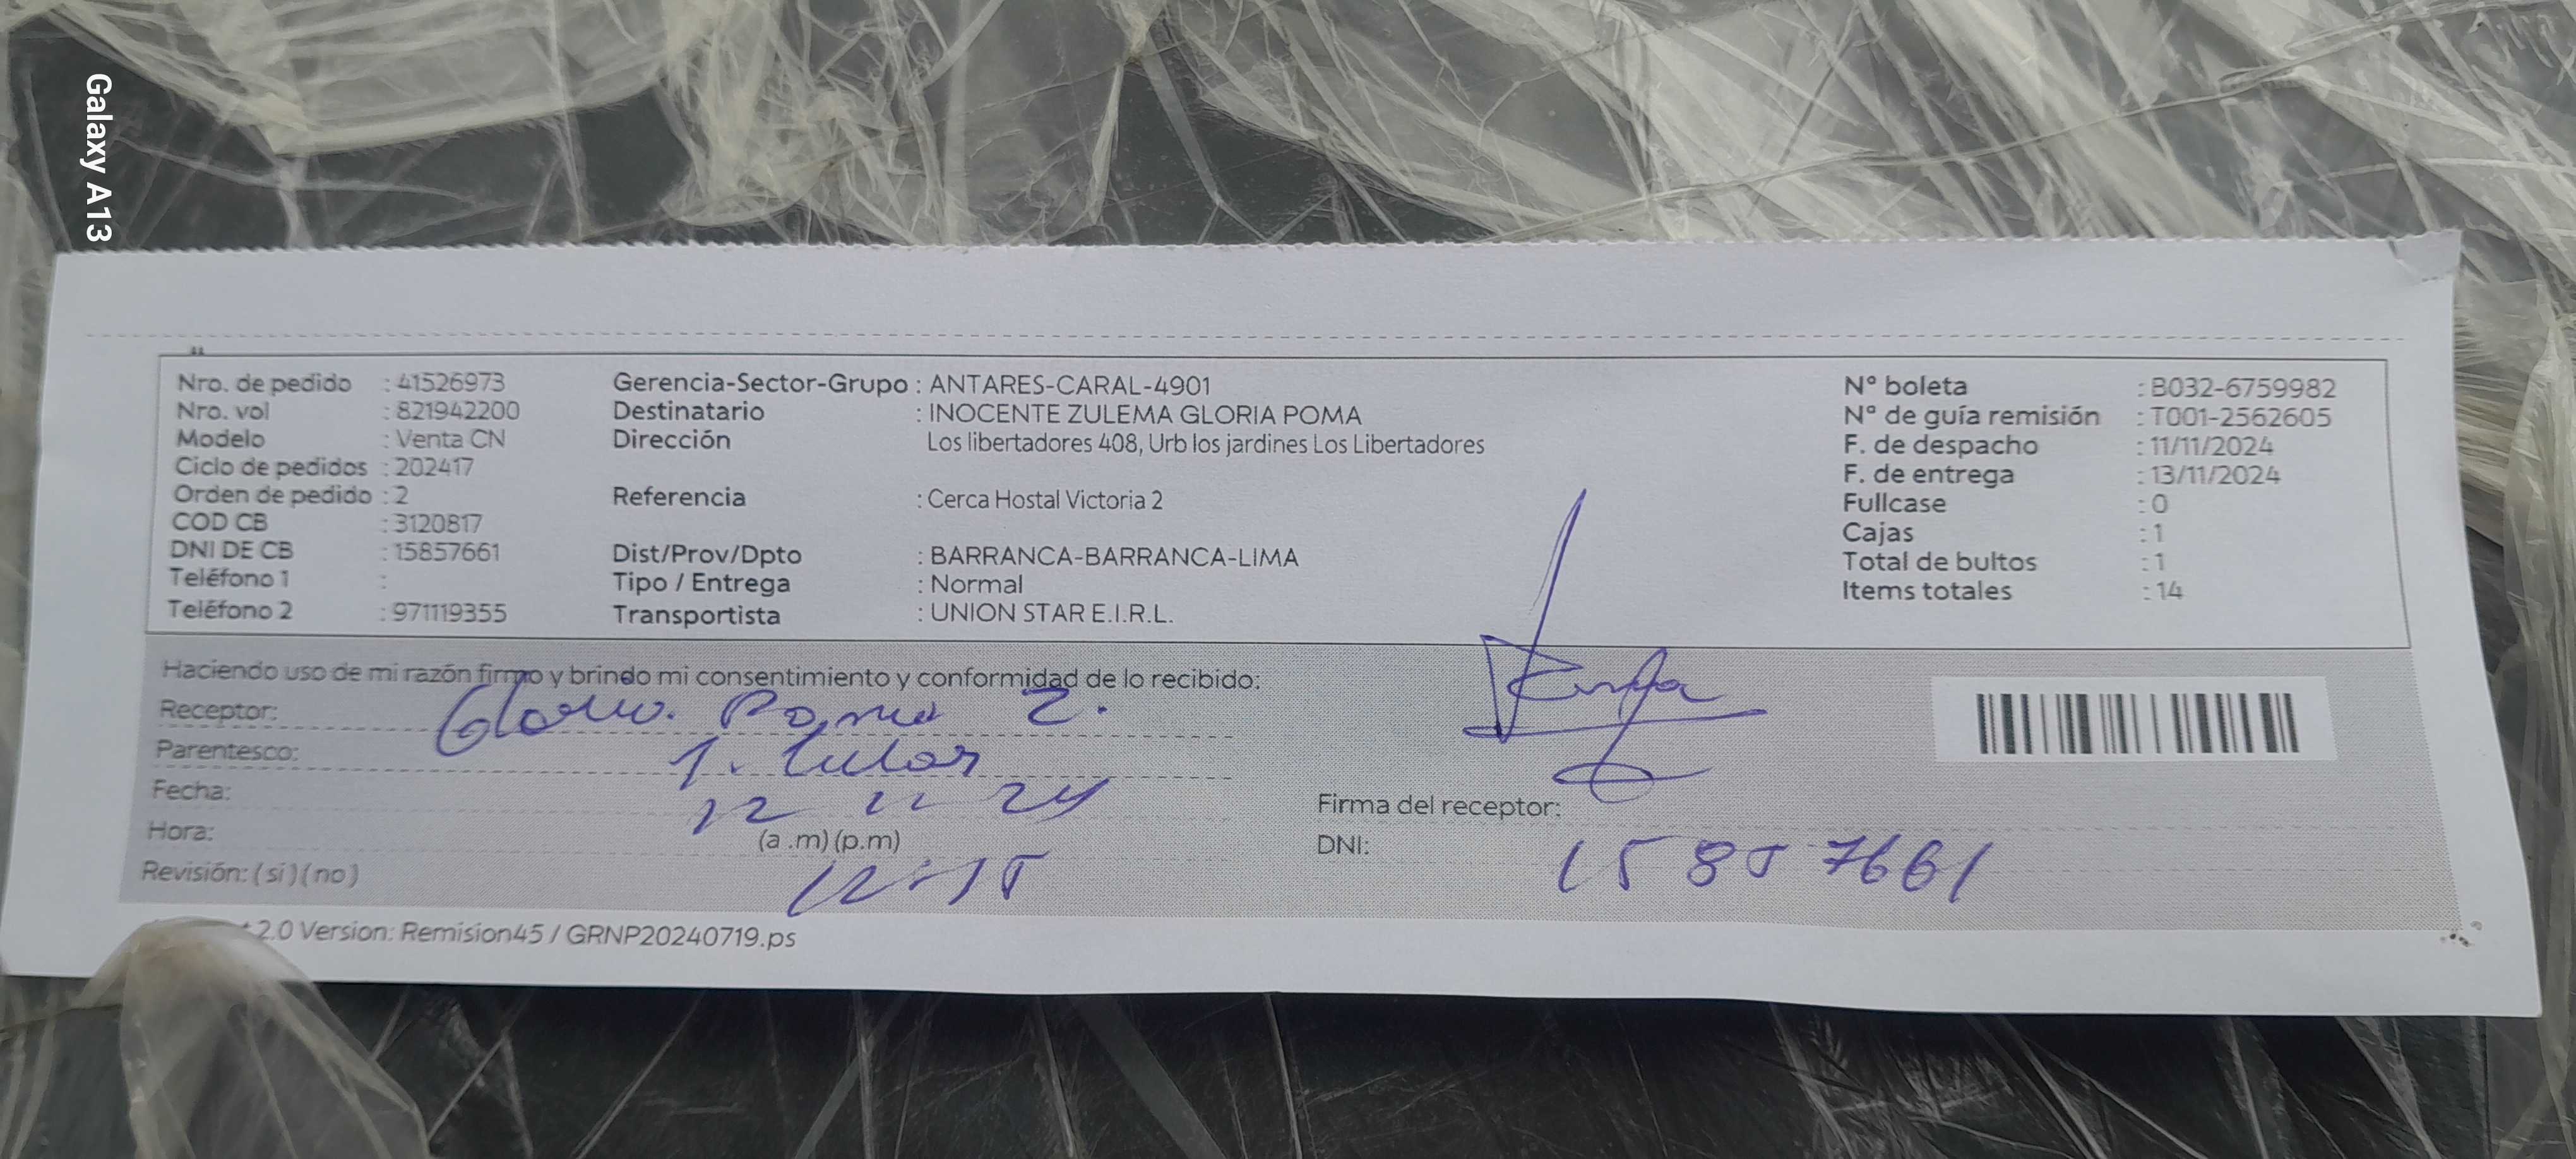 Galaxy A13
Nro. de pedido : 41526973
Nro. vol : 821942200
Modelo : Venta CN
Ciclo de pedidos : 202417
Orden de pedido : 2
COD CB : 3120817
DNI DE CB : 15857661
Teléfono 1 :
Teléfono 2 : 971119355
Gerencia-Sector-Grupo : ANTARES-CARAL-4901
Destinatario : INOCENTE ZULEMA GLORIA POMA
Dirección Los libertadores 408, Urb los jardines Los Libertadores
Referencia : Cerca Hostal Victoria 2
Dist/Prov/Dpto : BARRANCA-BARRANCA-LIMA
Tipo / Entrega : Normal
Transportista : UNION STAR E.I.R.L.
Nº boleta : B032-6759982
Nº de guía remisión : T001-2562605
F. de despacho : 11/11/2024
F. de entrega : 13/11/2024
Fullcase : 0
Cajas : 1
Total de bultos : 1
Items totales : 14
Haciendo uso de mi razón firmo y brindo mi consentimiento y conformidad de lo recibido:
Receptor: Gloria Poma Z.
Parentesco:
Fecha: 12 11 24
Hora: (a .m) (p.m)
12:15
Revisión: ( si ) ( no )
Firma del receptor:
DNI: 15857661
2.0 Version: Remision45 / GRNP20240719.ps